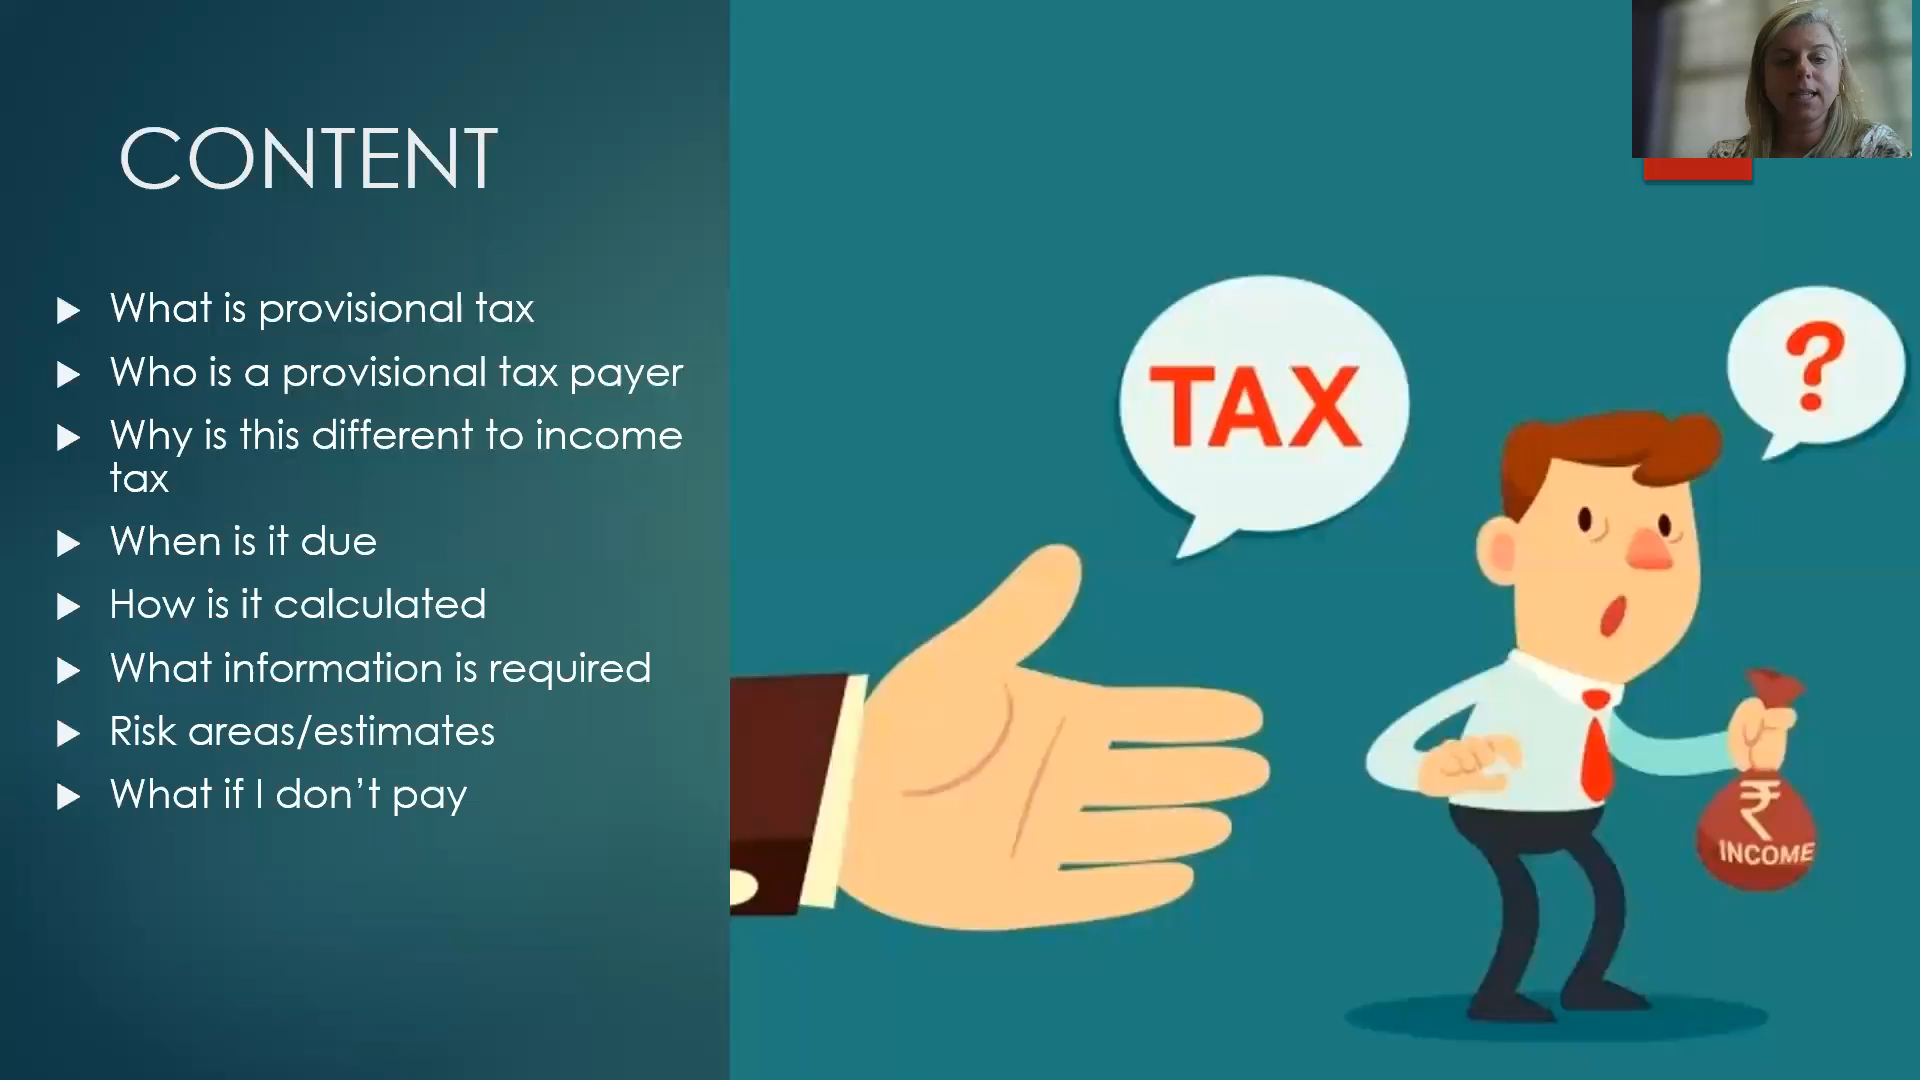 CONTENT
What is provisional tax
Who is a provisional tax payer
Why is this different to income
tax
When is it due
How is it calculated
What information is required
Risk areas/estimates
What if I don’t pay
TAX
?
₹
INCOME